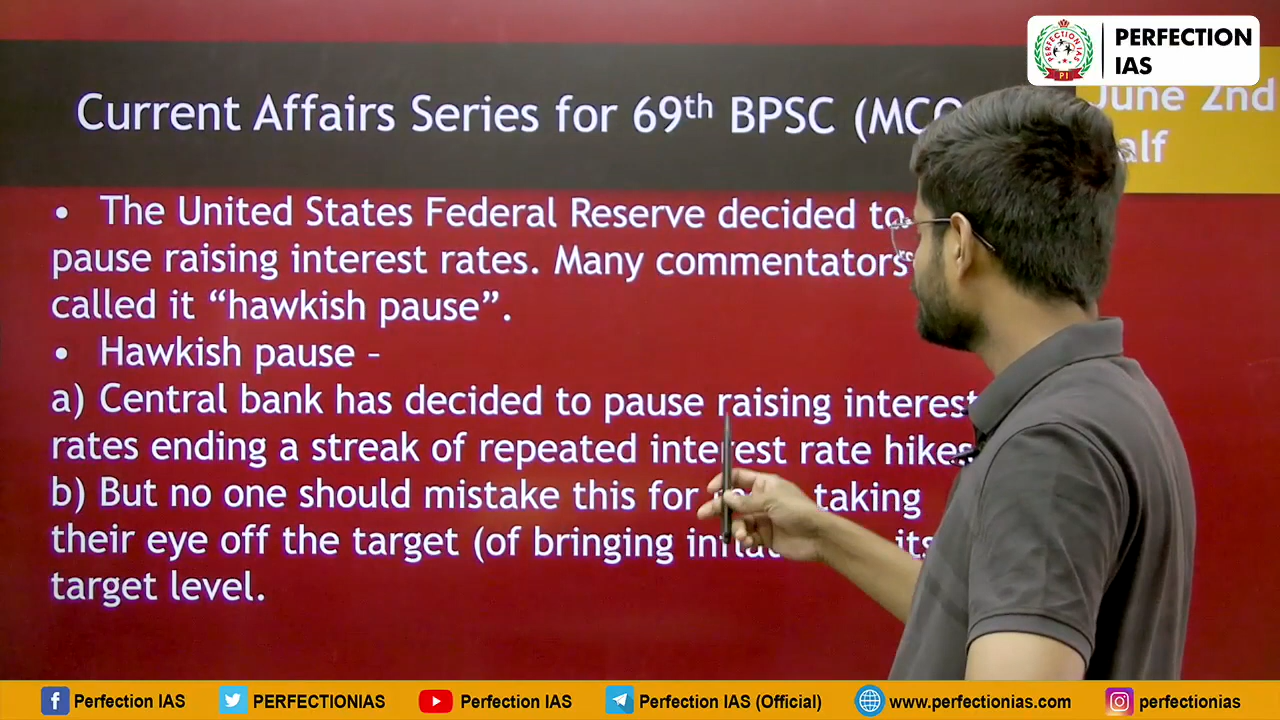 PERFECTION
IAS
PERFECTION IAS
PI
Current Affairs Series for 69th BPSC (MCQ
June 2nd
alf
• The United States Federal Reserve decided to
pause raising interest rates. Many commentators
called it “hawkish pause”.
• Hawkish pause –
a) Central bank has decided to pause raising interest
rates ending a streak of repeated interest rate hikes
b) But no one should mistake this for taking
their eye off the target (of bringing its
target level.
Perfection IAS PERFECTIONIAS Perfection IAS Perfection IAS (Official) www.perfectionias.com perfectionias